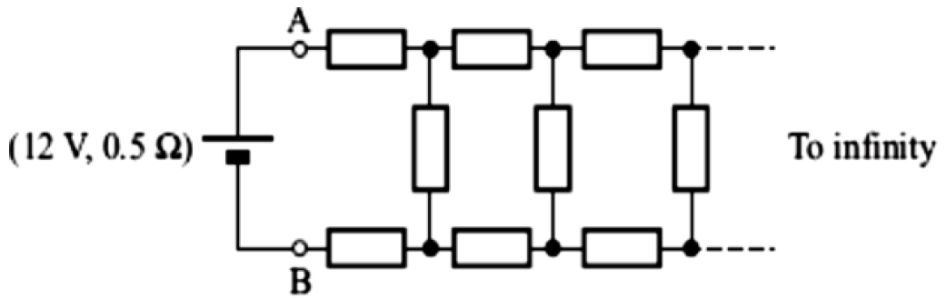 A
(12 V, 0.5 Ω)
To infinity
B